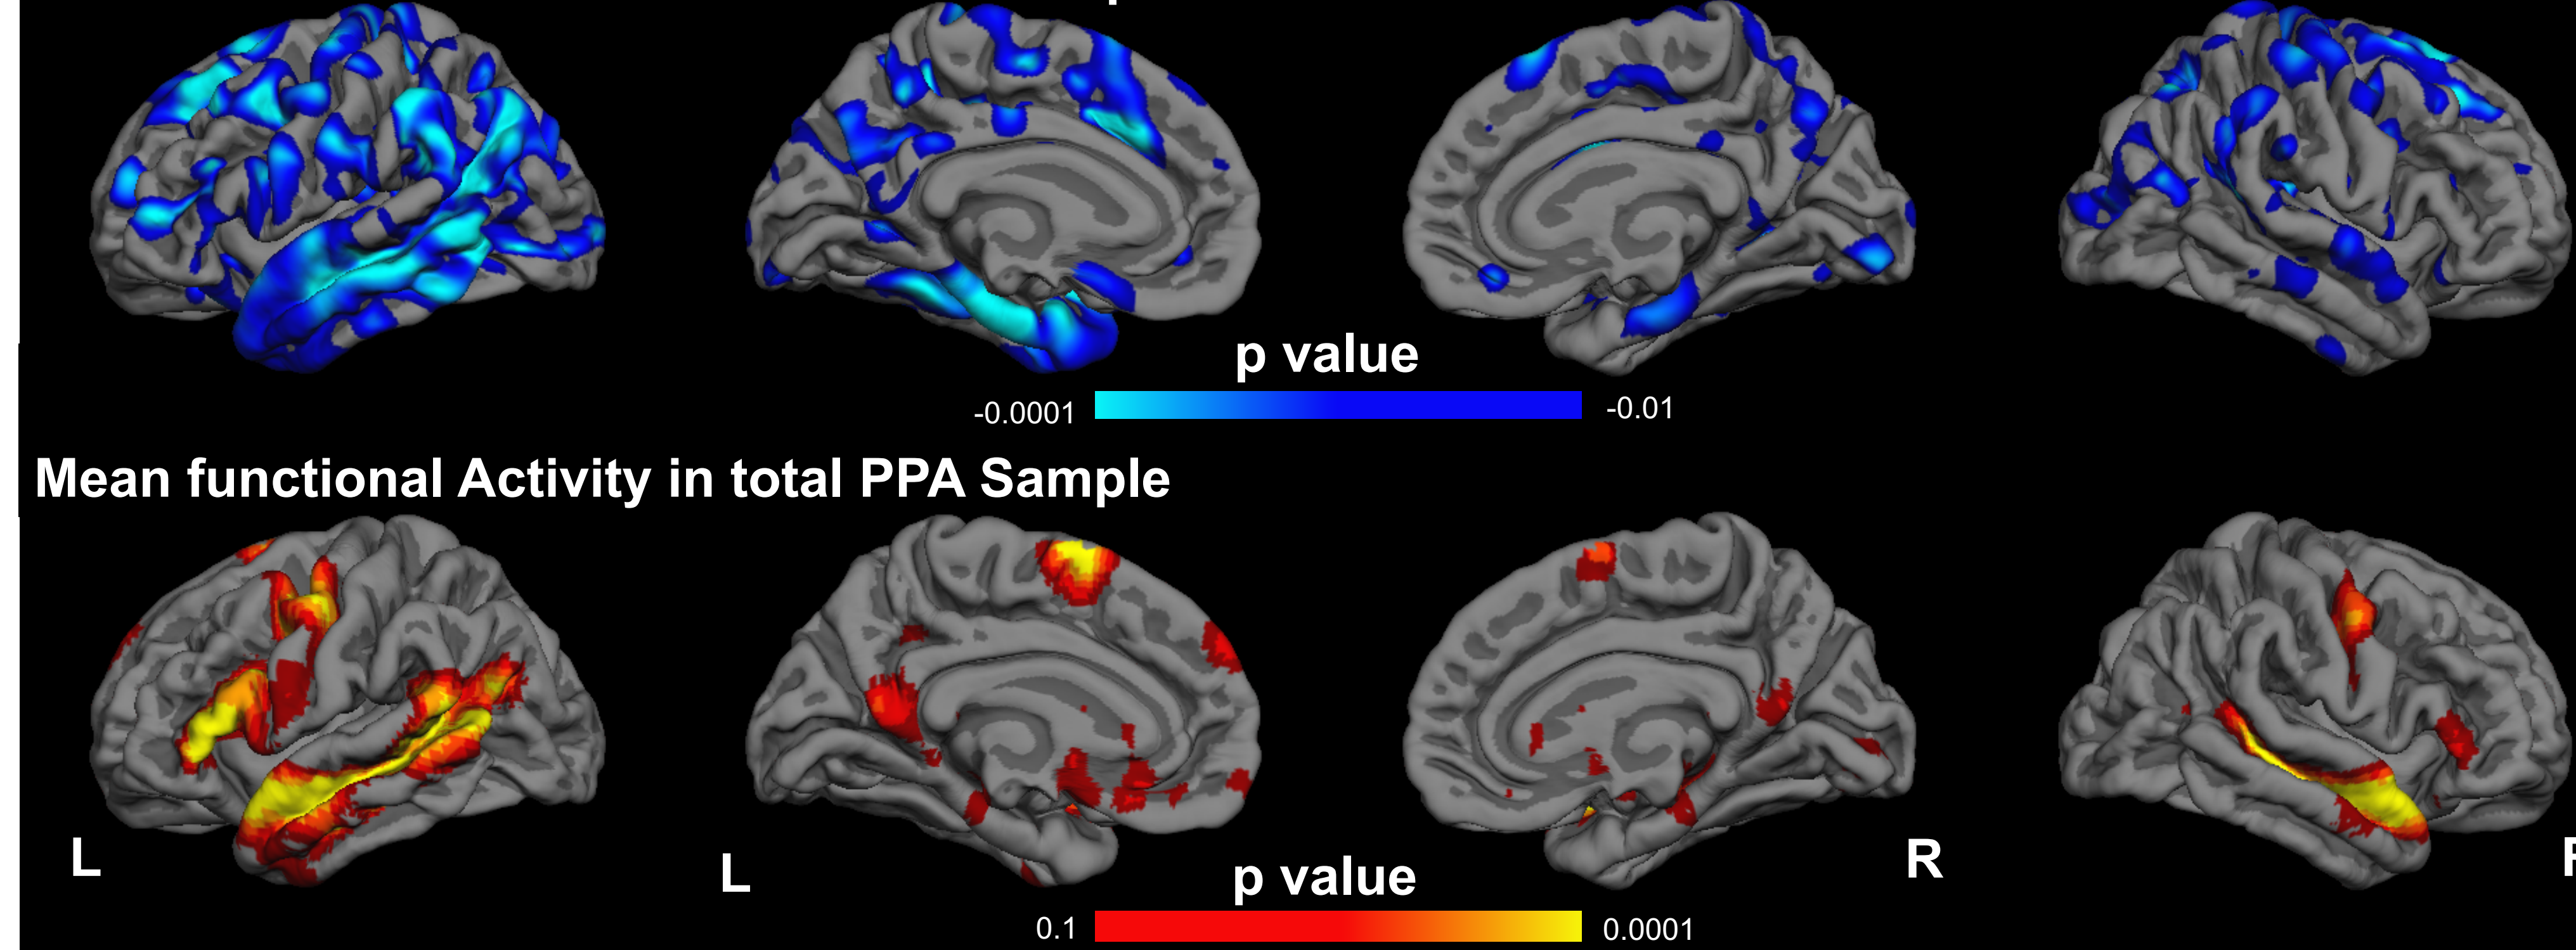 p value
-0.0001
-0.01
Mean functional Activity in total PPA Sample
L
L
R
p value
0.1
0.0001